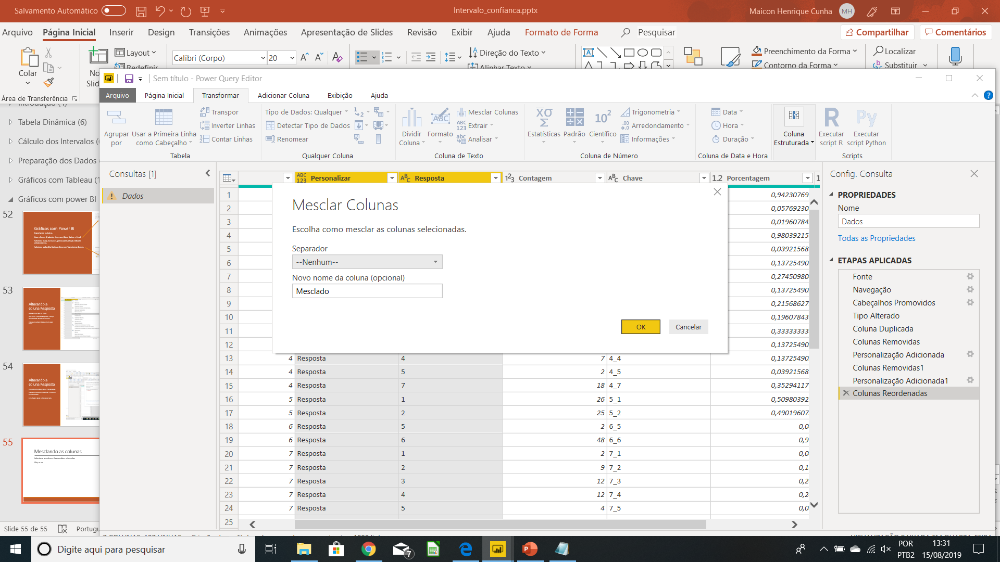 Salvamento Automático
Intervalo_confianca.pptx
Maicon Henrique Cunha
MH
Arquivo
Página Inicial
Inserir
Design
Transições
Animações
Apresentação de Slides
Revisão
Exibir
Ajuda
Formato de Forma
Pesquisar
Compartilhar
Comentários
Colar
Layout
Redefinir
Calibri (Corpo)
20
Direção do Texto
Alinhar Texto
Preenchimento da Forma
Contorno da Forma
Localizar
Substituir
Área de Transferência
Tabela Dinâmica (6)
Cálculo dos Intervalos
Preparação dos Dados
Gráficos com Tableau
Gráficos com power BI
52
Gráficos com Power BI
53
Alterando a
coluna Resposta
54
Alterando a
coluna Resposta
55
Mesclando as colunas
Slide 55 de 55
Sem título - Power Query Editor
Arquivo
Página Inicial
Transformar
Adicionar Coluna
Exibição
Ajuda
Agrupar
por
Usar a Primeira Linha
como Cabeçalho
Transpor
Inverter Linhas
Contar Linhas
Tabela
Tipo de Dados: Qualquer
Detectar Tipo de Dados
Renomear
Qualquer Coluna
Dividir
Coluna
Formato
Mesclar Colunas
Extrair
Analisar
Coluna de Texto
Estatísticas
Padrão
Científico
Trigonometria
Arredondamento
Informações
Coluna de Número
Data
Hora
Duração
Coluna de Data e Hora
Coluna
Estruturada
Executar
script R
Executar
script Python
Scripts
Consultas [1]
Dados
Personalizar
Resposta
Contagem
Chave
1.2 Porcentagem
1 0,94230769
2 0,05769230
3 0,01960784
4 0,98039215
5 0,03921568
6 0,13725490
7 0,27450980
8 0,13725490
9 0,21568627
10 0,19607843
11 0,33333333
12 0,13725490
13 4 Resposta 4 7 4_4 0,13725490
14 4 Resposta 5 2 4_5 0,03921568
15 4 Resposta 7 18 4_7 0,35294117
16 5 Resposta 1 26 5_1 0,50980392
17 5 Resposta 2 25 5_2 0,49019607
18 6 Resposta 5 2 6_5 0,0
19 6 Resposta 6 48 6_6 0,9
20 7 Resposta 1 2 7_1 0,0
21 7 Resposta 2 9 7_2 0,1
22 7 Resposta 3 12 7_3 0,2
23 7 Resposta 4 12 7_4 0,2
24 7 Resposta 5 4 7_5 0,0
25
Mesclar Colunas
Escolha como mesclar as colunas selecionadas.
Separador
--Nenhum--
Novo nome da coluna (opcional)
Mesclado
OK
Cancelar
Config. Consulta
PROPRIEDADES
Nome
Dados
Todas as Propriedades
ETAPAS APLICADAS
Fonte
Navegação
Cabeçalhos Promovidos
Tipo Alterado
Coluna Duplicada
Colunas Removidas
Personalização Adicionada
Colunas Removidas1
Personalização Adicionada1
Colunas Reordenadas
Digite aqui para pesquisar
7
POR
PTB2
13:31
15/08/2019